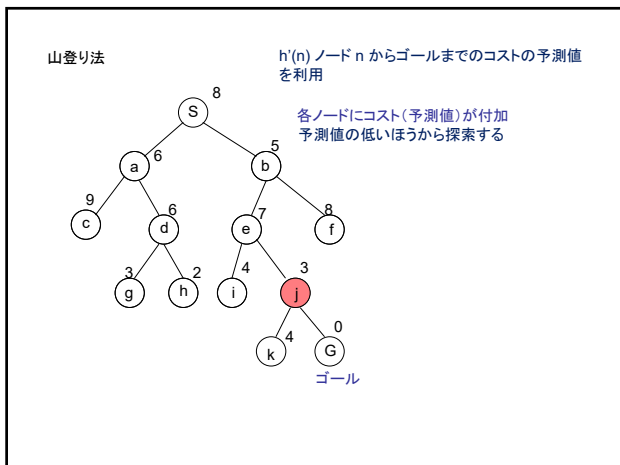 山登り法
h'(n) ノード n からゴールまでのコストの予測値
を利用
各ノードにコスト(予測値)が付加
予測値の低いほうから探索する
8
S
6
a
5
b
9
c
6
d
7
e
8
f
3
g
2
h
4
i
3
j
4
k
0
G
ゴール